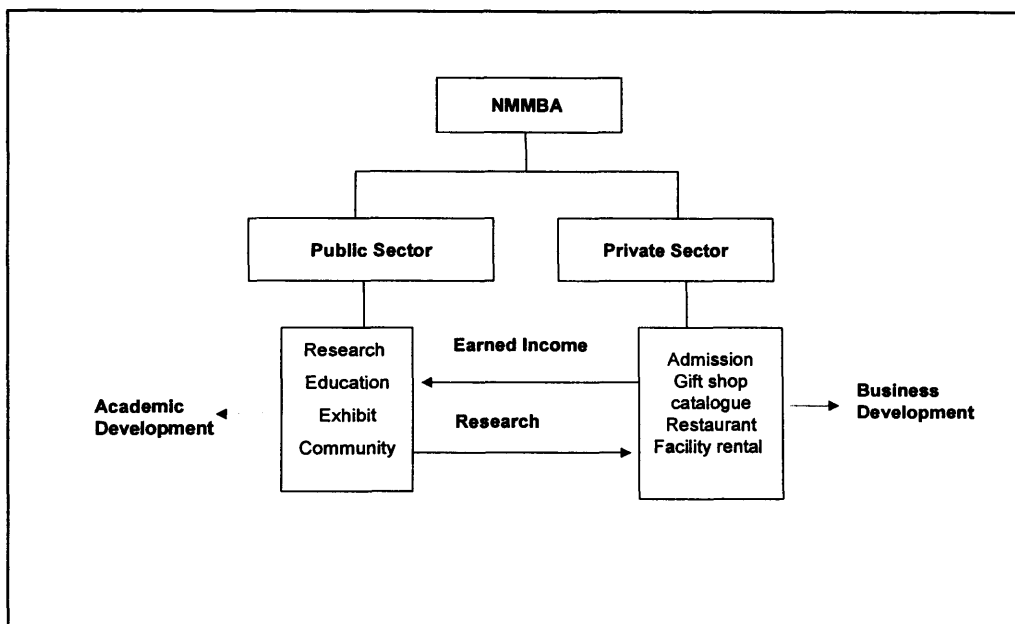 NMMBA
Public Sector
Private Sector
Research
Education
Exhibit
Community
Earned Income
Research
Admission
Gift shop
catalogue
Restaurant
Facility rental
Academic
Development
Business
Development